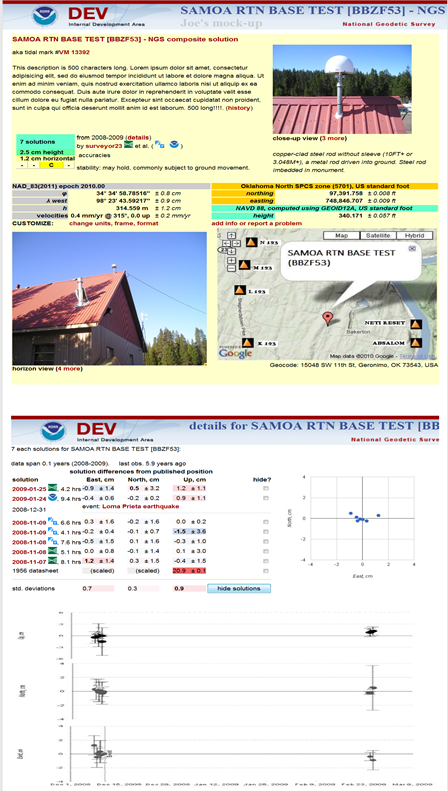 DEV
SAMOA RTN BASE TEST [BBZF53] - NGS
Joe's mock-up
International Development Area
National Geodetic Survey
SAMOA RTN BASE TEST [BBZF53] - NGS composite solution
aka tidal mark #VM 13392
This description is 500 characters long. Lorem ipsum dolor sit amet, consectetur
adipisicing elit, sed do eiusmod tempor incididunt ut labore et dolore magna aliqua. Ut
enim ad minim veniam, quis nostrud exercitation ullamco laboris nisi ut aliquip ex ea
commodo consequat. Duis aute irure dolor in reprehenderit in voluptate velit esse
cillum dolore eu fugiat nulla pariatur. Excepteur sint occaecat cupidatat non proident,
sunt in culpa qui officia deserunt mollit anim id est laborum. 500 long!!!!. (history)
close-up view (3 more)
7 solutions
from 2008-2009 (details)
by surveyor23 et al. (
2.5 cm height
1.2 cm horizontal
accuracies
- - C -
stability: may hold, commonly subject to ground movement.
copper-clad steel rod without sleeve (10FT+ or
3.048M+), a metal rod driven into ground. Steel rod
imbedded in monument.
NAD_83(2011) epoch 2010.00
φ 34° 34' 58.78516" ± 0.8 cm
λ west 98° 23' 43.59217" ± 0.9 cm
h 314.559 m ± 1.2 cm
velocities 0.4 mm/yr @ 315°, 0.0 up ± 0.2 mm/yr
Oklahoma North SPCS zone (5701), US standard foot
northing 97,391.758 ± 0.008 ft
easting 748,846.707 ± 0.009 ft
NAVD 88, computed using GEOID12A, US standard foot
height 340.171 ± 0.087 ft
CUSTOMIZE: change units, frame, format
add info or report a problem
Map Satellite Hybrid
N 123
M 123
L 123
K 123
SAMOA RTN BASE TEST
(BBZF53)
NETI RESET
Bakerton
ABSALOM
Google
Map data ©2010 Google -
horizon view (4 more)
Geocode: 15048 SW 11th St, Geronimo, OK 73543, USA
DEV
details for SAMOA RTN BASE TEST [BB
International Development Area
National Geodetic Surve
7 each solutions for SAMOA RTN BASE TEST [BBZF53]:
data span 0.1 years (2008-2009). last obs. 5.9 years ago
solution differences from published position
solution East, cm North, cm Up, cm hide?
2009-01-25 , 4.2 hrs -0.9 ± 1.4 0.5 ± 3.2 1.2 ± 1.1
2009-01-24 , 9.4 hrs -0.4 ± 0.6 -0.2 ± 0.2 0.9 ± 1.1
2008-12-31 event: Loma Prieta earthquake
2008-11-09 , 6.6 hrs 0.3 ± 1.6 -0.2 ± 1.6 0.0 ± 0.2
2008-11-09 , 4.1 hrs -0.2 ± 0.4 -0.1 ± 0.7 -1.5 ± 3.6
2008-11-08 , 7.6 hrs -0.5 ± 1.5 0.1 ± 1.6 -0.3 ± 1.0
2008-11-08 , 5.1 hrs 0.0 ± 0.8 -0.1 ± 1.4 0.1 ± 3.0
2008-11-07 , 8.1 hrs 1.2 ± 1.4 0.3 ± 1.5 -0.4 ± 1.5
1956 datasheet (scaled) (scaled) 20.9 ± 0.1
std. deviations 0.7 0.3 0.9 hide solutions
North, cm
4
2
0
-2
-4
-4 -2 0 2 4
East, cm